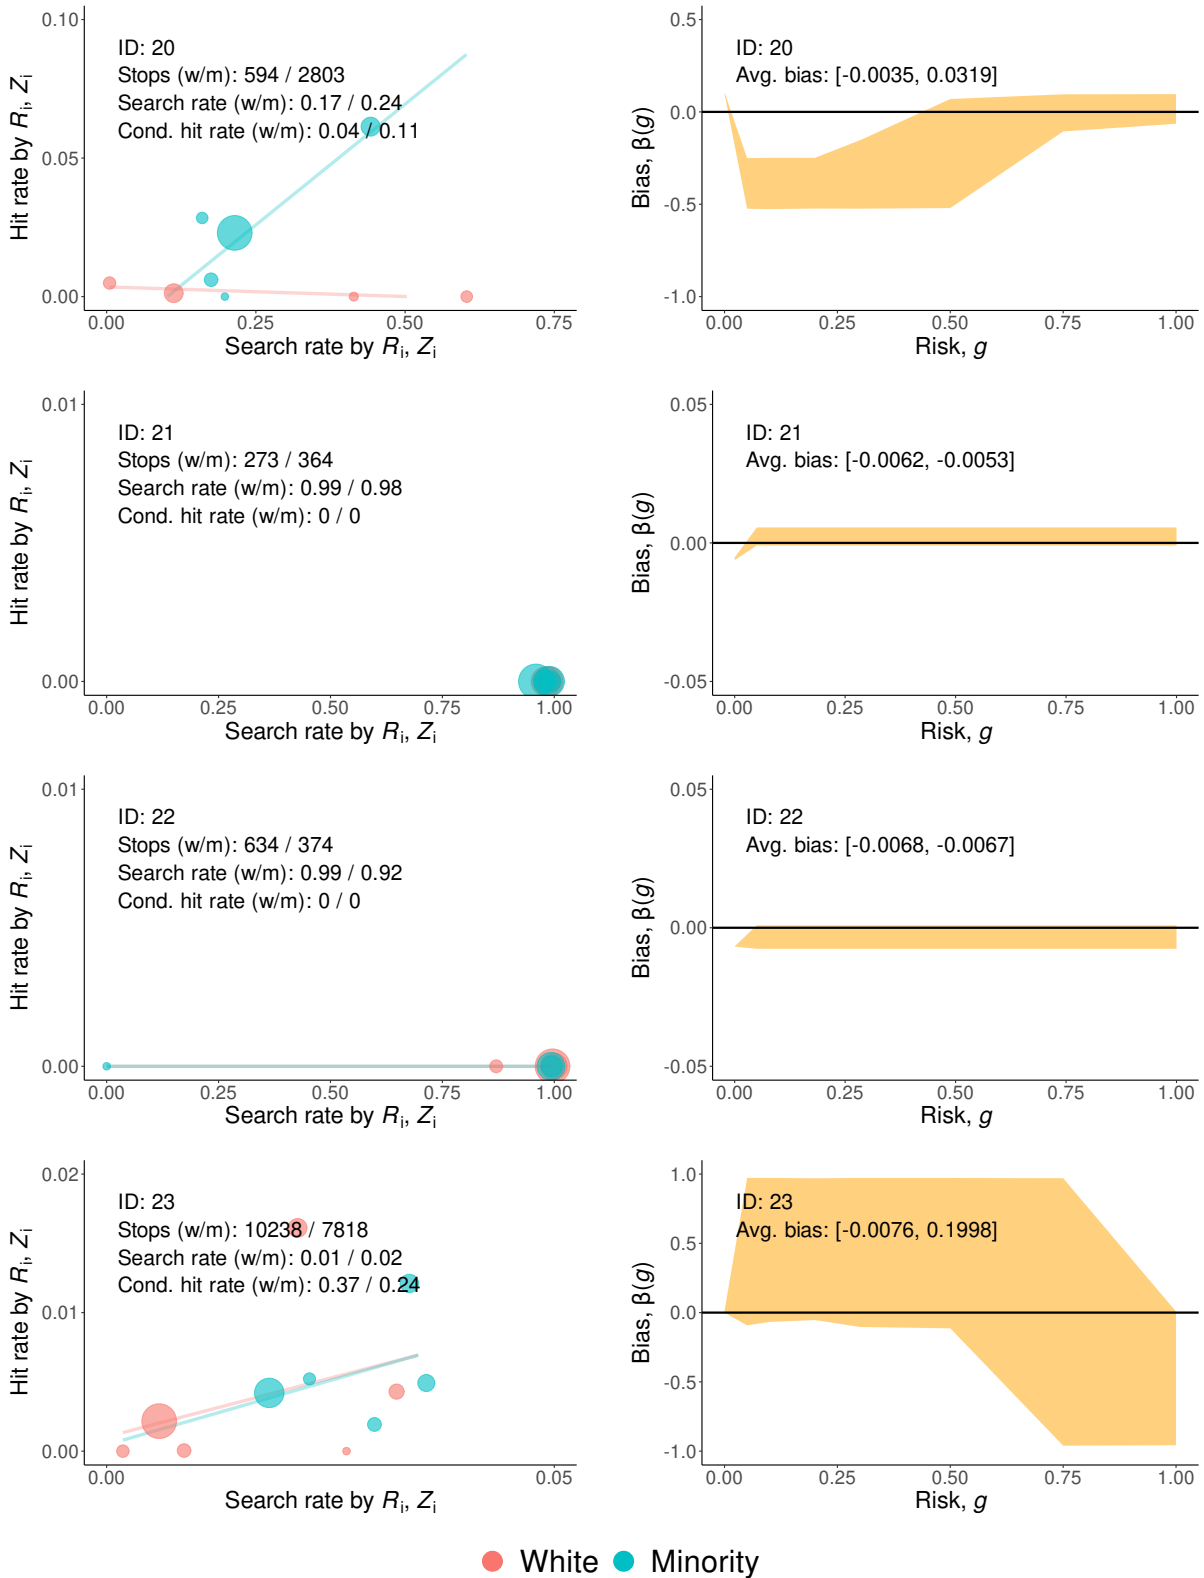 0.10
0.05
0.00
Hit rate by Ri, Zi
ID: 20
Stops (w/m): 594 / 2803
Search rate (w/m): 0.17 / 0.24
Cond. hit rate (w/m): 0.04 / 0.11
0.00 0.25 0.50 0.75
Search rate by Ri, Zi
0.5
0.0
-0.5
-1.0
Bias, β(g)
ID: 20
Avg. bias: [-0.0035, 0.0319]
0.00 0.25 0.50 0.75 1.00
Risk, g
0.01
0.00
Hit rate by Ri, Zi
ID: 21
Stops (w/m): 273 / 364
Search rate (w/m): 0.99 / 0.98
Cond. hit rate (w/m): 0 / 0
0.00 0.25 0.50 0.75 1.00
Search rate by Ri, Zi
0.05
0.00
-0.05
Bias, β(g)
ID: 21
Avg. bias: [-0.0062, -0.0053]
0.00 0.25 0.50 0.75 1.00
Risk, g
0.01
0.00
Hit rate by Ri, Zi
ID: 22
Stops (w/m): 634 / 374
Search rate (w/m): 0.99 / 0.92
Cond. hit rate (w/m): 0 / 0
0.00 0.25 0.50 0.75 1.00
Search rate by Ri, Zi
0.05
0.00
-0.05
Bias, β(g)
ID: 22
Avg. bias: [-0.0068, -0.0067]
0.00 0.25 0.50 0.75 1.00
Risk, g
0.02
0.01
0.00
Hit rate by Ri, Zi
ID: 23
Stops (w/m): 10238 / 7818
Search rate (w/m): 0.01 / 0.02
Cond. hit rate (w/m): 0.37 / 0.24
0.00 0.05
Search rate by Ri, Zi
1.0
0.5
0.0
-0.5
-1.0
Bias, β(g)
ID: 23
Avg. bias: [-0.0076, 0.1998]
0.00 0.25 0.50 0.75 1.00
Risk, g
White Minority